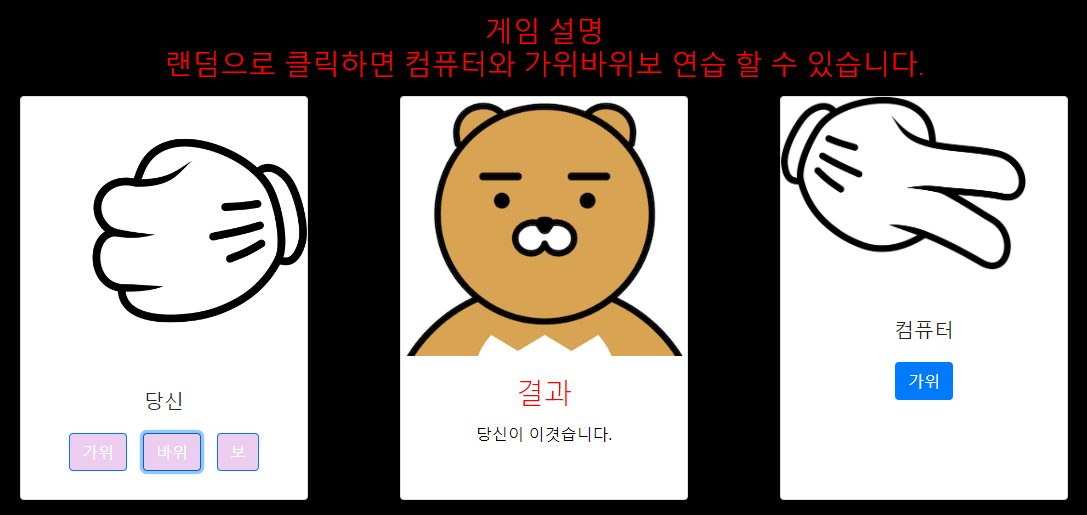 게임 설명
랜덤으로 클릭하면 컴퓨터와 가위바위보 연습 할 수 있습니다.
당신
가위 바위 보
결과
당신이 이겻습니다.
컴퓨터
가위